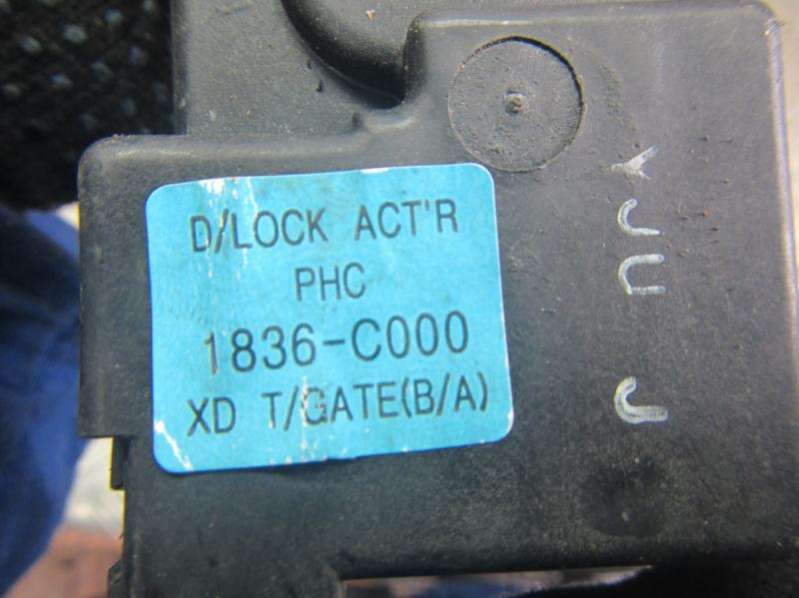 D/LOCK ACT'R
PHC
1836-C000
XD T/GATE(B/A)
Y J U J